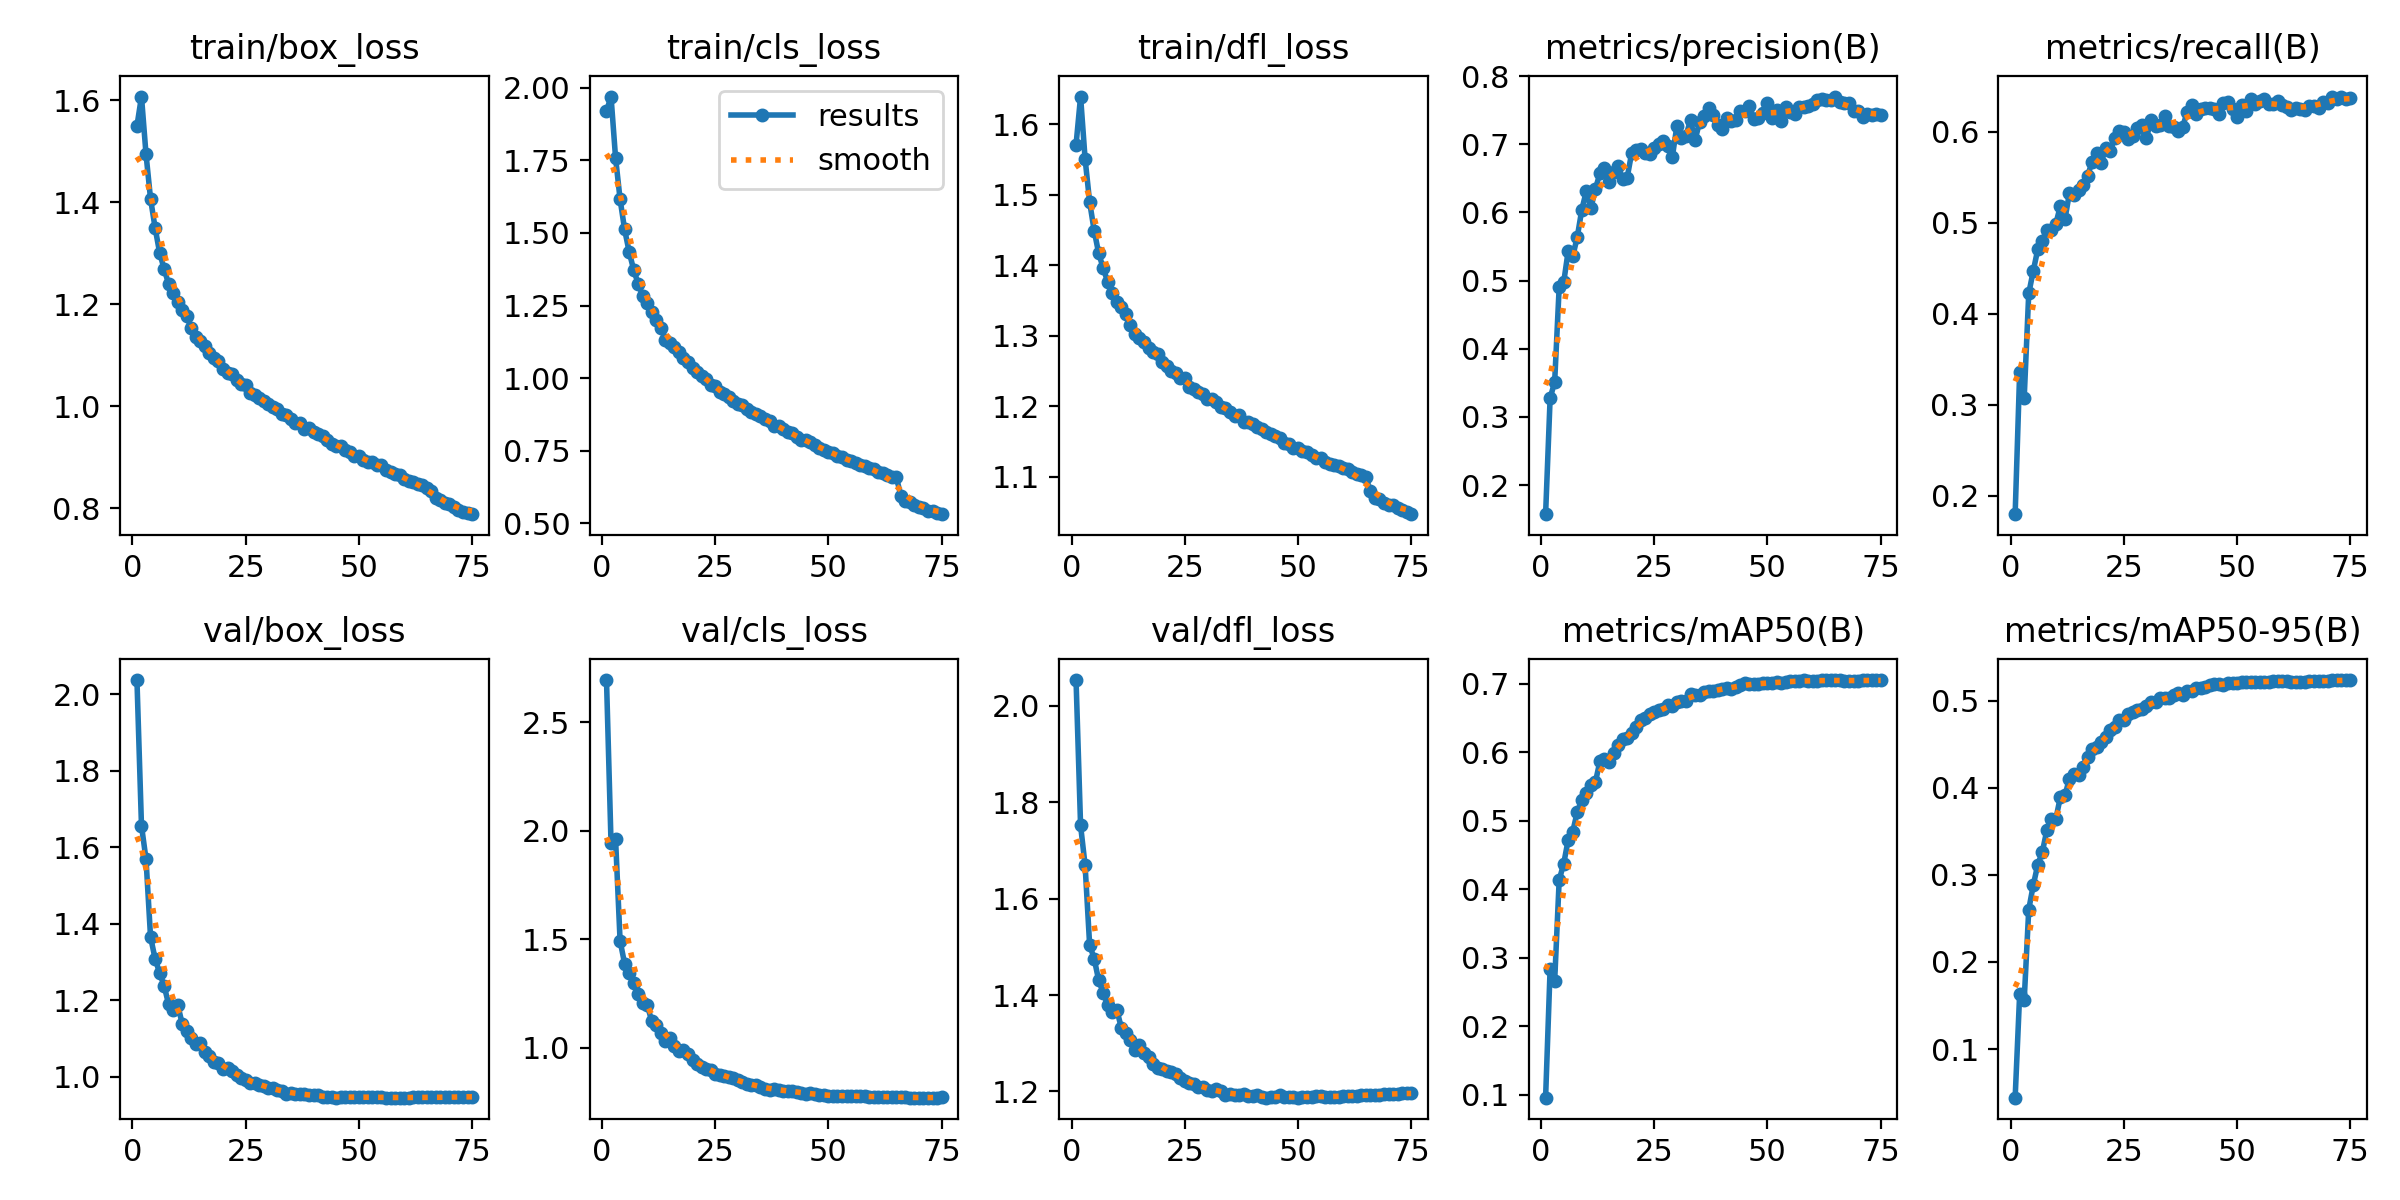 train/box_loss
1.6
1.4
1.2
1.0
0.8
0 25 50 75
train/cls_loss
results
smooth
2.00
1.75
1.50
1.25
1.00
0.75
0.50
0 25 50 75
train/dfl_loss
1.6
1.5
1.4
1.3
1.2
1.1
0 25 50 75
metrics/precision(B)
0.8
0.7
0.6
0.5
0.4
0.3
0.2
0 25 50 75
metrics/recall(B)
0.6
0.5
0.4
0.3
0.2
0 25 50 75
val/box_loss
2.0
1.8
1.6
1.4
1.2
1.0
0 25 50 75
val/cls_loss
2.5
2.0
1.5
1.0
0 25 50 75
val/dfl_loss
2.0
1.8
1.6
1.4
1.2
0 25 50 75
metrics/mAP50(B)
0.7
0.6
0.5
0.4
0.3
0.2
0.1
0 25 50 75
metrics/mAP50-95(B)
0.5
0.4
0.3
0.2
0.1
0 25 50 75